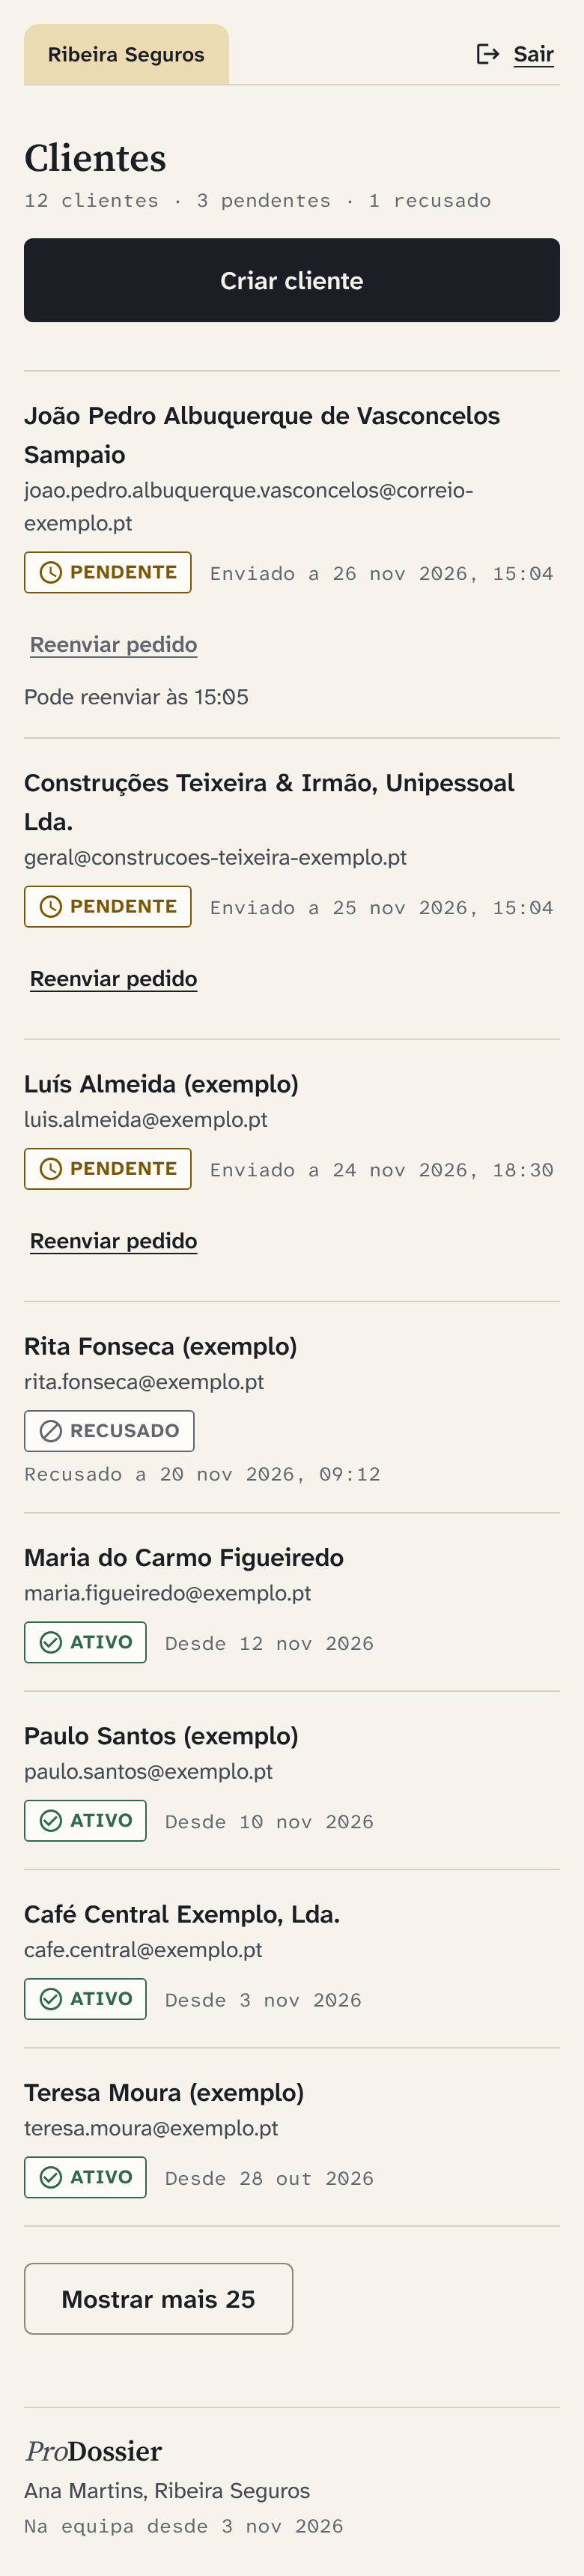 Ribeira Seguros
Sair
Clientes
12 clientes · 3 pendentes · 1 recusado
Criar cliente
João Pedro Albuquerque de Vasconcelos
Sampaio
joao.pedro.albuquerque.vasconcelos@correio-
exemplo.pt
PENDENTE Enviado a 26 nov 2026, 15:04
Reenviar pedido
Pode reenviar às 15:05
Construções Teixeira & Irmão, Unipessoal
Lda.
geral@construcoes-teixeira-exemplo.pt
PENDENTE Enviado a 25 nov 2026, 15:04
Reenviar pedido
Luís Almeida (exemplo)
luis.almeida@exemplo.pt
PENDENTE Enviado a 24 nov 2026, 18:30
Reenviar pedido
Rita Fonseca (exemplo)
rita.fonseca@exemplo.pt
RECUSADO
Recusado a 20 nov 2026, 09:12
Maria do Carmo Figueiredo
maria.figueiredo@exemplo.pt
ATIVO Desde 12 nov 2026
Paulo Santos (exemplo)
paulo.santos@exemplo.pt
ATIVO Desde 10 nov 2026
Café Central Exemplo, Lda.
cafe.central@exemplo.pt
ATIVO Desde 3 nov 2026
Teresa Moura (exemplo)
teresa.moura@exemplo.pt
ATIVO Desde 28 out 2026
Mostrar mais 25
ProDossier
Ana Martins, Ribeira Seguros
Na equipa desde 3 nov 2026